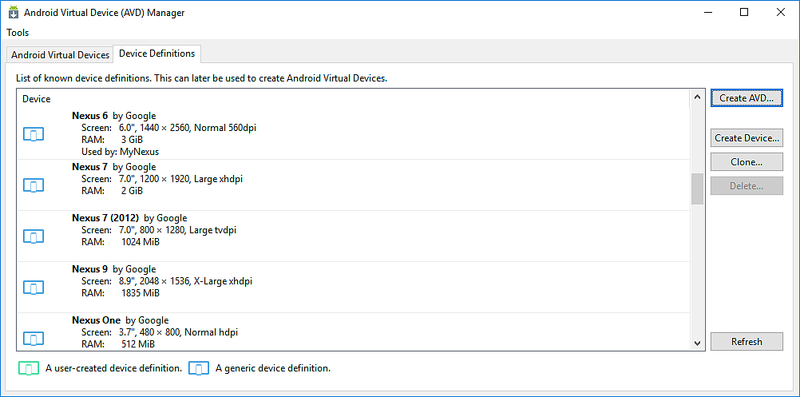 Android Virtual Device (AVD) Manager
Tools
Android Virtual Devices
Device Definitions
List of known device definitions. This can later be used to create Android Virtual Devices.
Device
Create AVD...
Nexus 6 by Google
Screen: 6.0", 1440 × 2560, Normal 560dpi
RAM: 3 GiB
Used by: MyNexus
Create Device...
Nexus 7 by Google
Screen: 7.0", 1200 × 1920, Large xhdpi
RAM: 2 GiB
Clone...
Delete...
Nexus 7 (2012) by Google
Screen: 7.0", 800 × 1280, Large tvdpi
RAM: 1024 MiB
Nexus 9 by Google
Screen: 8.9", 2048 × 1536, X-Large xhdpi
RAM: 1835 MiB
Nexus One by Google
Screen: 3.7", 480 × 800, Normal hdpi
RAM: 512 MiB
Refresh
A user-created device definition.
A generic device definition.